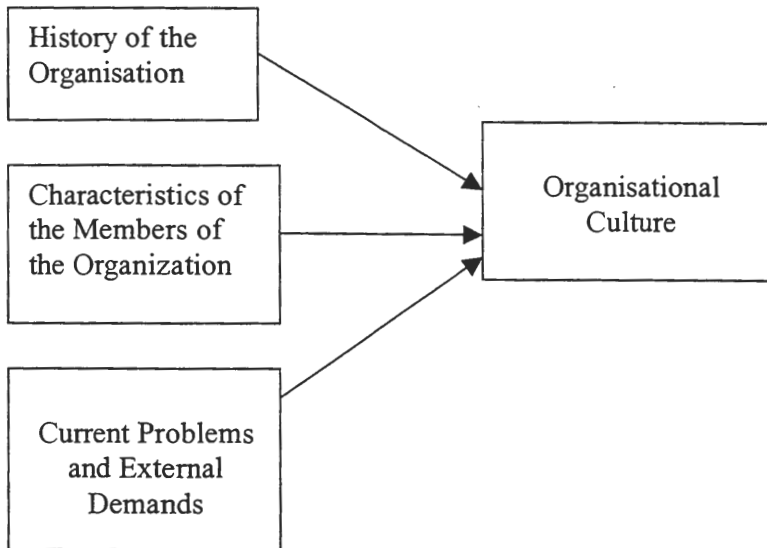 History of the
Organisation
Characteristics of
the Members of
the Organization
Organisational
Culture
Current Problems
and External
Demands